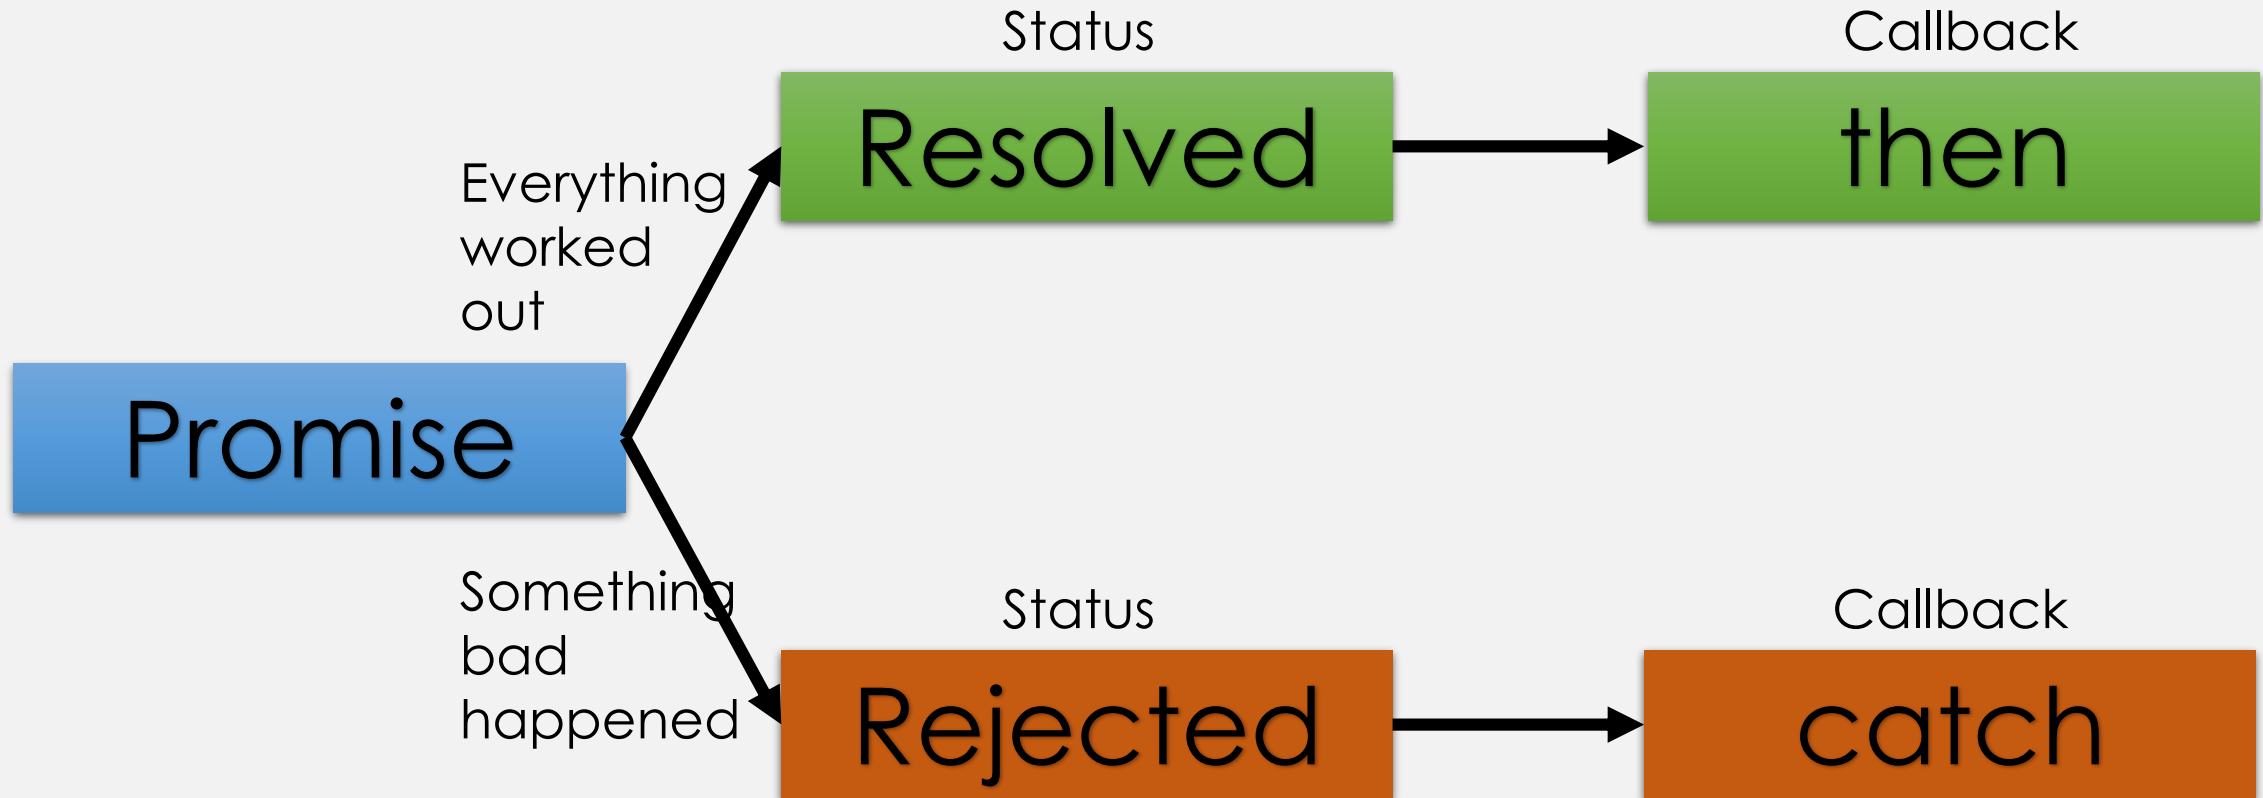 Status
Callback
Resolved
then
Everything
worked
out
Promise
Something
bad
happened
Status
Callback
Rejected
catch